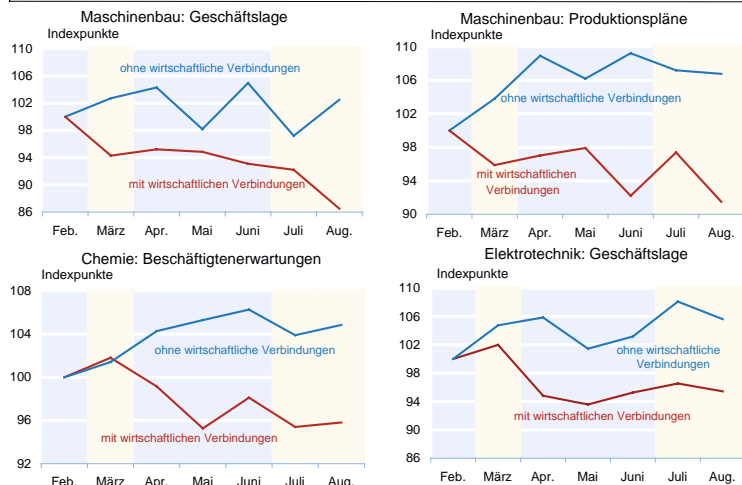 Maschinenbau: Geschäftslage
Indexpunkte
110
106
102
98
94
90
86
ohne wirtschaftliche Verbindungen
mit wirtschaftlichen Verbindungen
Feb. März Apr. Mai Juni Juli Aug.
Maschinenbau: Produktionspläne
Indexpunkte
110
106
102
98
94
90
ohne wirtschaftliche Verbindungen
mit wirtschaftlichen
Verbindungen
Feb. März Apr. Mai Juni Juli Aug.
Chemie: Beschäftigtenerwartungen
Indexpunkte
108
104
100
96
92
ohne wirtschaftliche Verbindungen
mit wirtschaftlichen Verbindungen
Feb. März Apr. Mai Juni Juli Aug.
Elektrotechnik: Geschäftslage
Indexpunkte
110
106
102
98
94
90
86
ohne wirtschaftliche
Verbindungen
mit wirtschaftlichen Verbindungen
Feb. März Apr. Mai Juni Juli Aug.